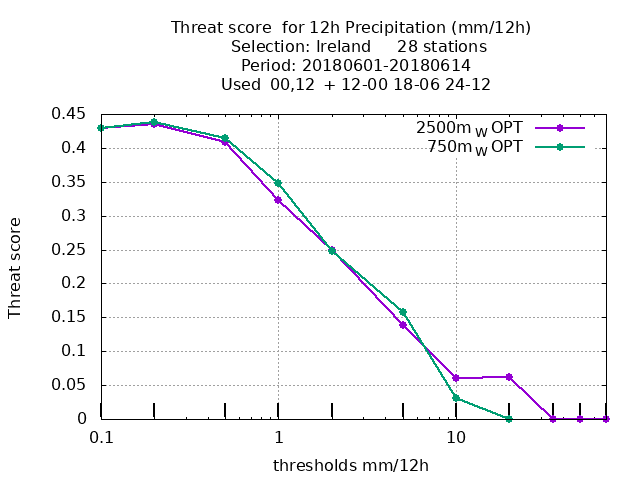 Threat score  for 12h Precipitation (mm/12h)
Selection: Ireland     28 stations
Period: 20180601-20180614
Used  00,12  + 12-00 18-06 24-12
2500m W OPT
750m W OPT
0.45
0.4
0.35
0.3
0.25
0.2
0.15
0.1
0.05
0
Threat score
0.1
1
10
thresholds mm/12h